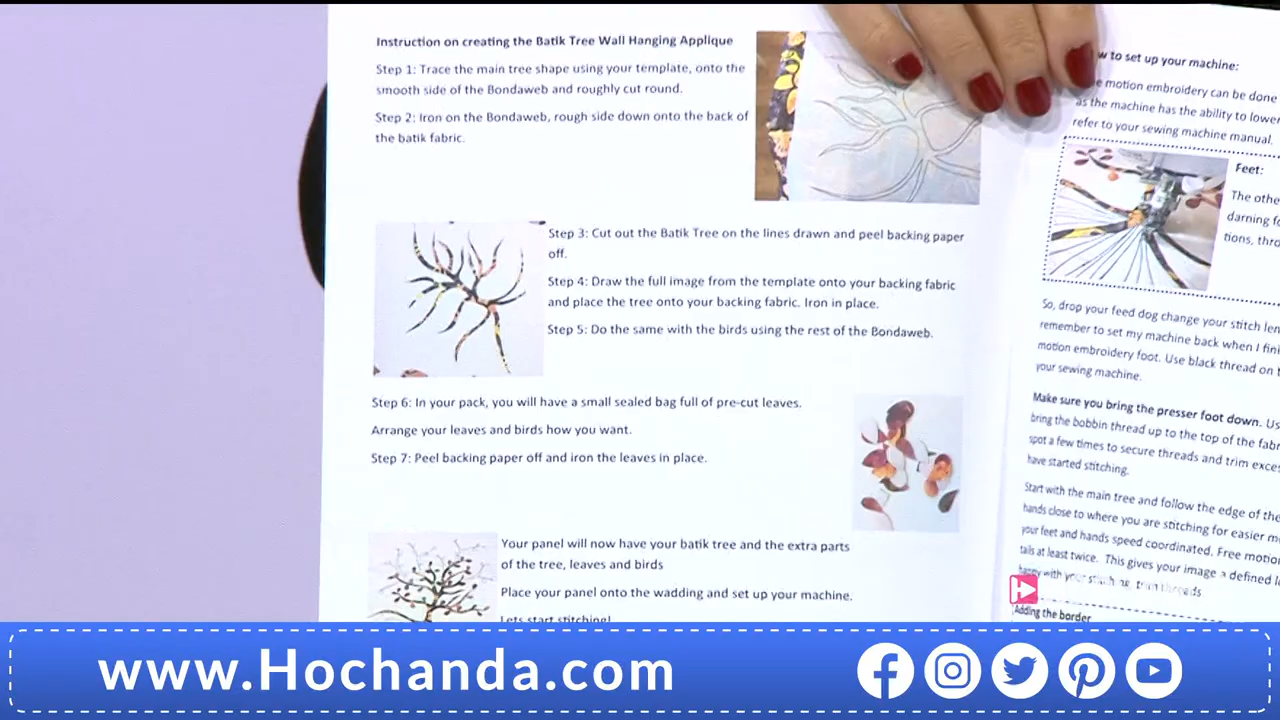 Instruction on creating the Batik Tree Wall Hanging Applique
Step 1: Trace the main tree shape using your template, onto the
smooth side of the Bondaweb and roughly cut round.
Step 2: Iron on the Bondaweb, rough side down onto the back of
the batik fabric.
Step 3: Cut out the Batik Tree on the lines drawn and peel backing paper
off.
Step 4: Draw the full image from the template onto your backing fabric
and place the tree onto your backing fabric. Iron in place.
Step 5: Do the same with the birds using the rest of the Bondaweb.
Step 6: In your pack, you will have a small sealed bag full of pre-cut leaves.
Arrange your leaves and birds how you want.
Step 7: Peel backing paper off and iron the leaves in place.
Your panel will now have your batik tree and the extra parts
of the tree, leaves and birds
Place your panel onto the wadding and set up your machine.
Lets start stitching!
to set up your machine:
motion embroidery can be done
as the machine has the ability to lower
refer to your sewing machine manual.
Feet:
The othe
darning f
tions, thro
So, drop your feed dog change your stitch len
remember to set my machine back when I fini
motion embroidery foot. Use black thread on t
your sewing machine.
Make sure you bring the presser foot down. Us
bring the bobbin thread up to the top of the fabr
spot a few times to secure threads and trim exce
have started stitching.
Start with the main tree and follow the edge of the
hands close to where you are stitching for easier m
your feet and hands speed coordinated. Free motio
tails at least twice. This gives your image a defined l
happy with your stitching, trim threads
Adding the border
www.Hochanda.com